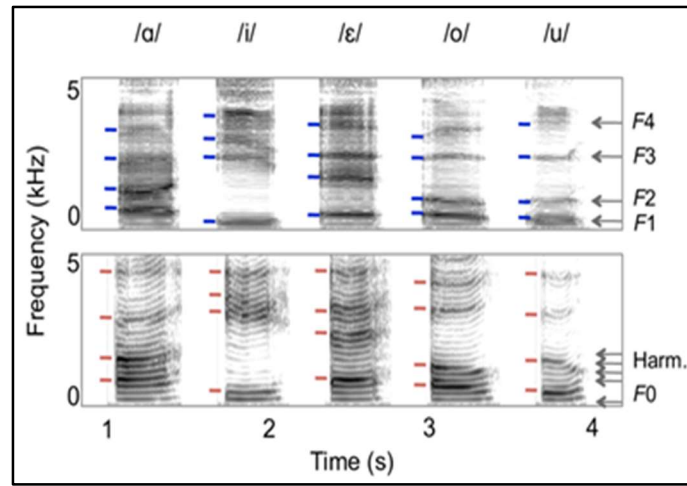 /ɑ/ /i/ /ɛ/ /o/ /u/
5
0
F4
F3
F2
F1
Frequency (kHz)
5
0
Harm.
F0
1 2 3 4
Time (s)